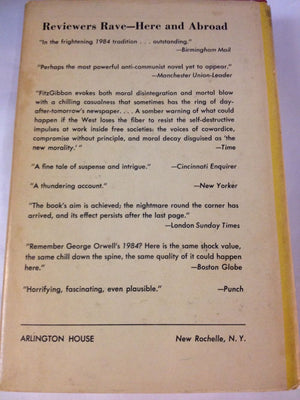 Reviewers Rave—Here and Abroad
"In the frightening 1984 tradition . . . outstanding."
—Birmingham Mail
"Perhaps the most powerful anti-communist novel yet to appear."
—Manchester Union-Leader
"FitzGibbon evokes both moral disintegration and mortal blow
with a chilling casualness that sometimes has the ring of day-
after-tomorrow's newspaper. . . . A somber warning of what could
happen if the West loses the fiber to resist the self-destructive
impulses at work inside free societies: the voices of cowardice,
compromise without principle, and moral decay disguised as 'the
new morality.' "
—Time
"A fine tale of suspense and intrigue." —Cincinnati Enquirer
"A thundering account." —New Yorker
"The book's aim is achieved; the nightmare round the corner has
arrived, and its effect persists after the last page."
—London Sunday Times
"Remember George Orwell's 1984? Here is the same shock value,
the same chill down the spine, the same quality of it could happen
here." —Boston Globe
"Horrifying, fascinating, even plausible." —Punch
ARLINGTON HOUSE New Rochelle, N. Y.